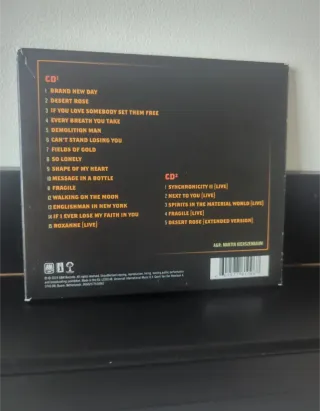 CD1
1 BRAND NEW DAY
2 DESERT ROSE
3 IF YOU LOVE SOMEBODY SET THEM FREE
4 EVERY BREATH YOU TAKE
5 DEMOLITION MAN
6 CAN'T STAND LOSING YOU
7 FIELDS OF GOLD
8 SO LONELY
9 SHAPE OF MY HEART
10 MESSAGE IN A BOTTLE
11 FRAGILE
12 WALKING ON THE MOON
13 ENGLISHMAN IN NEW YORK
14 IF I EVER LOSE MY FAITH IN YOU
15 ROXANNE [LIVE]
CD2
1 SYNCHRONICITY II [LIVE]
2 NEXT TO YOU [LIVE]
3 SPIRITS IN THE MATERIAL WORLD [LIVE]
4 FRAGILE [LIVE]
5 DESERT ROSE [EXTENDED VERSION]